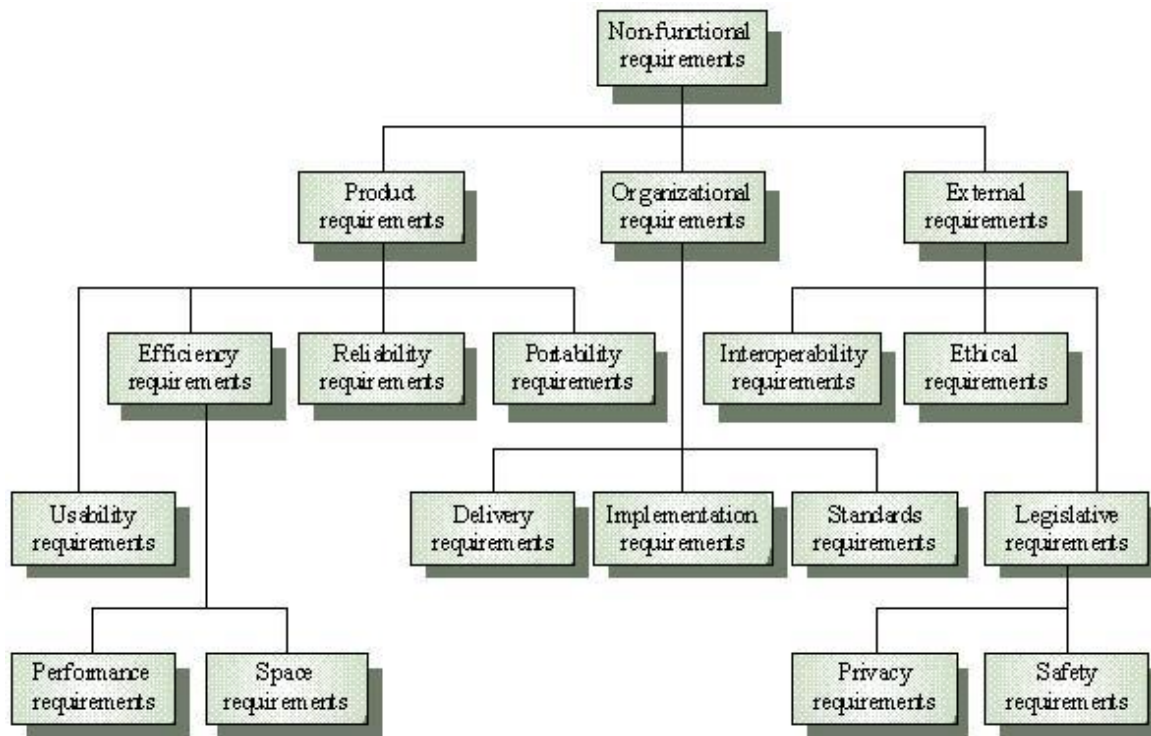 Non-functional
requirements
Product
requirements
Organizational
requirements
External
requirements
Efficiency
requirements
Reliability
requirements
Portability
requirements
Interoperability
requirements
Ethical
requirements
Usability
requirements
Delivery
requirements
Implementation
requirements
Standards
requirements
Legislative
requirements
Performance
requirements
Space
requirements
Privacy
requirements
Safety
requirements